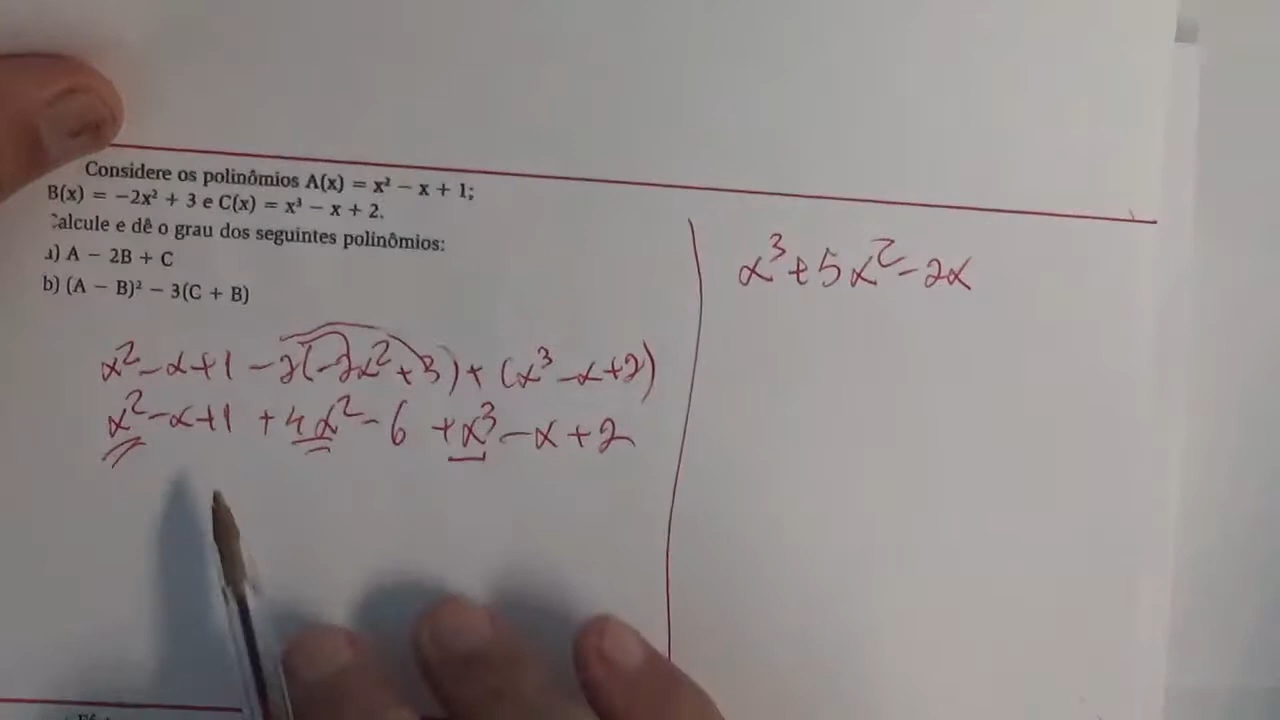 Considere os polinômios A(x) = x² − x + 1;
B(x) = −2x² + 3 e C(x) = x³ − x + 2.
Calcule e dê o grau dos seguintes polinômios:
a) A − 2B + C
b) (A − B)² − 3(C + B)
x² − x + 1 − 2(−2x² + 3) + (x³ − x + 2)
x² − x + 1 + 4x² − 6 + x³ − x + 2
x³ + 5x² − 2x